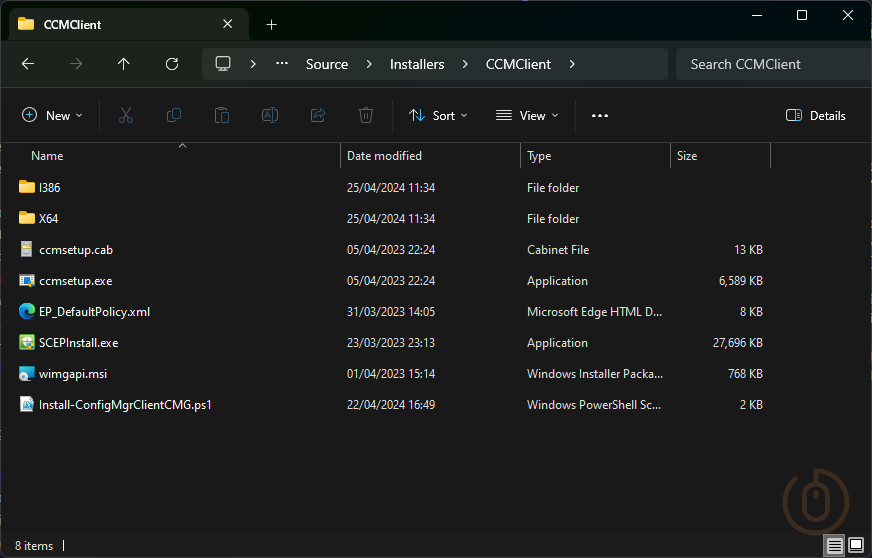 CCMClient
Source Installers CCMClient Search CCMClient
New Sort View Details
Name Date modified Type Size
I386 25/04/2024 11:34 File folder
X64 25/04/2024 11:34 File folder
ccmsetup.cab 05/04/2023 22:24 Cabinet File 13 KB
ccmsetup.exe 05/04/2023 22:24 Application 6,589 KB
EP_DefaultPolicy.xml 31/03/2023 14:05 Microsoft Edge HTML D... 8 KB
SCEPInstall.exe 23/03/2023 23:13 Application 27,696 KB
wimgapi.msi 01/04/2023 15:14 Windows Installer Packa... 768 KB
Install-ConfigMgrClientCMG.ps1 22/04/2024 16:49 Windows PowerShell Sc... 2 KB
8 items